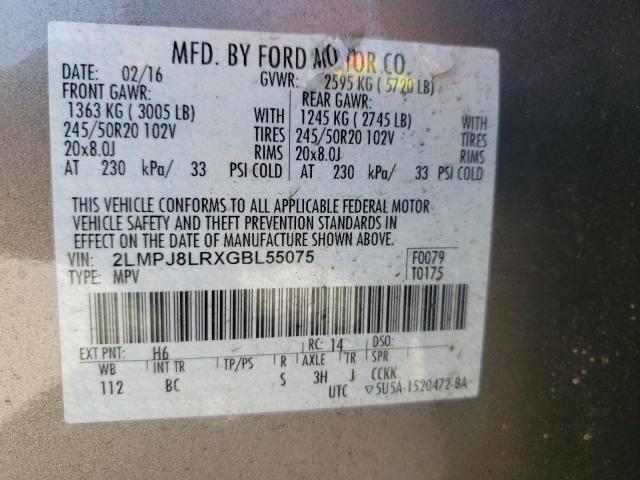 MFD. BY FORD MOTOR CO.
DATE: 02/16 GVWR: 2595 KG ( 5720 LB)
FRONT GAWR: REAR GAWR:
1363 KG ( 3005 LB) WITH 1245 KG ( 2745 LB) WITH
245/50R20 102V TIRES 245/50R20 102V TIRES
20x8.0J RIMS 20x8.0J RIMS
AT 230 kPa/ 33 PSI COLD AT 230 kPa/ 33 PSI COLD
THIS VEHICLE CONFORMS TO ALL APPLICABLE FEDERAL MOTOR
VEHICLE SAFETY AND THEFT PREVENTION STANDARDS IN
EFFECT ON THE DATE OF MANUFACTURE SHOWN ABOVE.
VIN: 2LMPJ8LRXGBL55075 F0079
TYPE: MPV T0175
EXT PNT: H6 RC: 14 DSO:
WB INT TR TP/PS R AXLE TR SPR
112 BC S 3H J CCKK
UTC ▽5U5A-1520472-BA